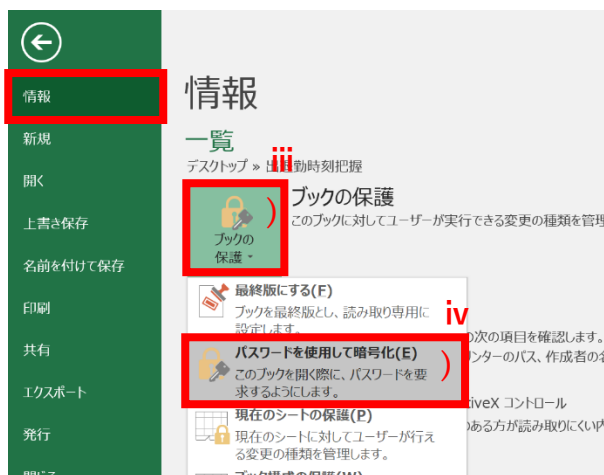 情報
新規
開く
上書き保存
名前を付けて保存
印刷
共有
エクスポート
発行
情報
一覧
デスクトップ » 出退勤時刻把握
iii)
ブックの保護
ブックの保護
このブックに対してユーザーが実行できる変更の種類を管理
最終版にする(F)
ブックを最終版とし、読み取り専用に
設定します。
iv)
パスワードを使用して暗号化(E)
このブックを開く際に、パスワードを要
求するようにします。
現在のシートの保護(P)
現在のシートに対してユーザーが行え
る変更の種類を管理します。
の次の項目を確認します。
ンターのパス、作成者の名
tiveX コントロール
ある方が読み取りにくい内